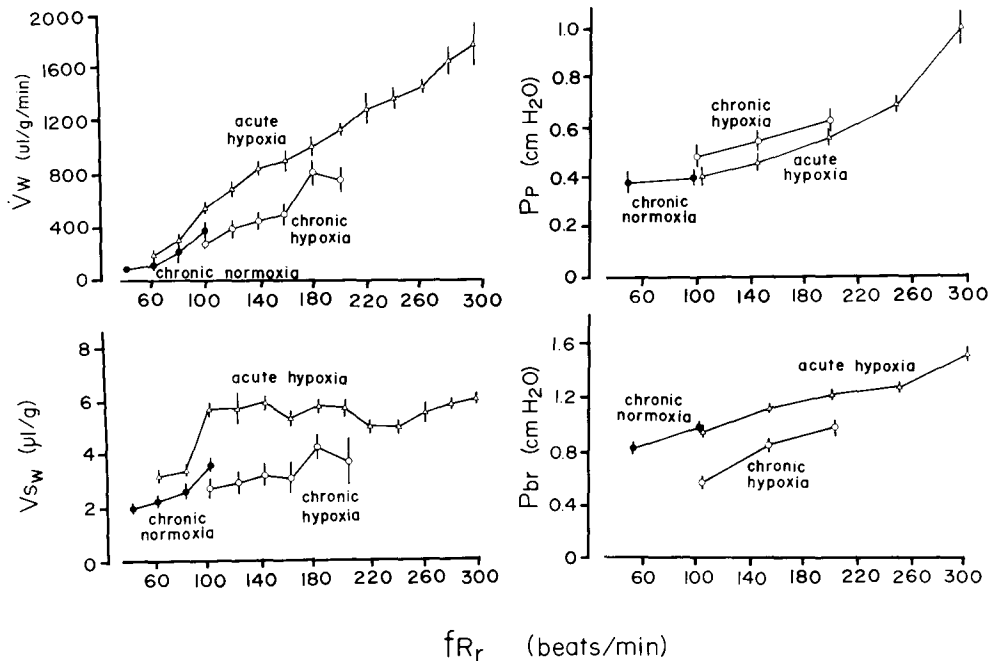 2000
1600
1200
800
400
0
V̇w (ul/g/min)
acute
hypoxia
chronic
hypoxia
chronic normoxia
60 100 140 180 220 260 300
1.0
0.8
0.6
0.4
0.2
0
Pp (cm H2O)
chronic
hypoxia
acute
hypoxia
chronic
normoxia
60 100 140 180 220 260 300
8
6
4
2
0
Vsw (µl/g)
acute hypoxia
chronic
normoxia
chronic
hypoxia
60 100 140 180 220 260 300
1.6
1.2
0.8
0.4
0
Pbr (cm H2O)
acute hypoxia
chronic
normoxia
chronic
hypoxia
60 100 140 180 220 260 300
fRr (beats/min)